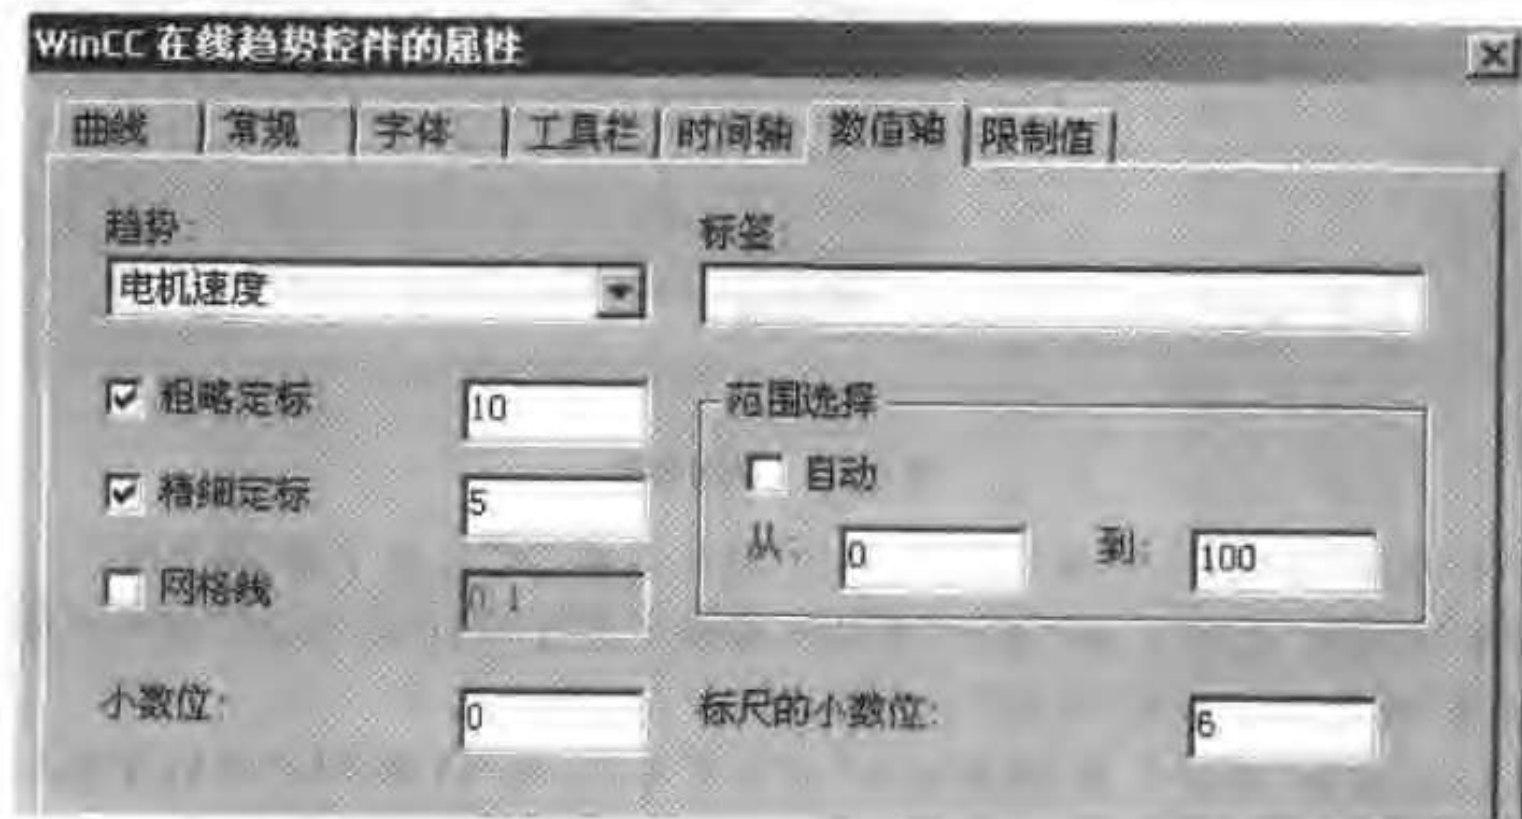 WinCC 在线趋势控件的属性
曲线 常规 字体 工具栏 时间轴 数值轴 限制值
趋势: 标签:
电机速度
粗略定标 10 范围选择
自动
精细定标 5
从: 0 到: 100
网格线 0.1
小数位: 0 标尺的小数位: 6